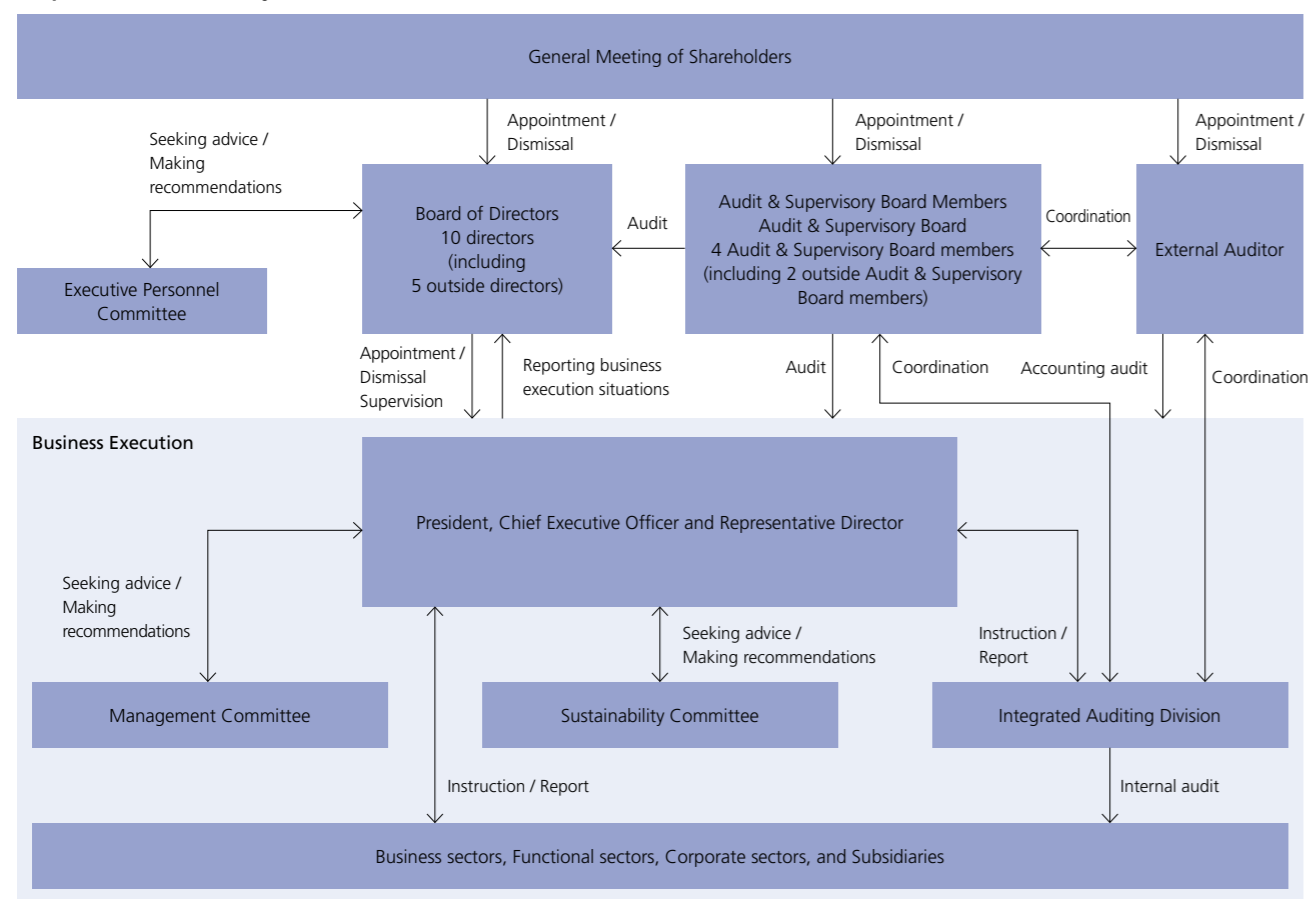 General Meeting of Shareholders
Appointment /
Dismissal
Appointment /
Dismissal
Appointment /
Dismissal
Seeking advice /
Making
recommendations
Board of Directors
10 directors
(including
5 outside directors)
Audit
Audit & Supervisory Board Members
Audit & Supervisory Board
4 Audit & Supervisory Board members
(including 2 outside Audit & Supervisory
Board members)
Coordination
External Auditor
Executive Personnel
Committee
Appointment /
Dismissal
Supervision
Reporting business
execution situations
Audit
Coordination
Accounting audit
Coordination
Business Execution
President, Chief Executive Officer and Representative Director
Seeking advice /
Making
recommendations
Seeking advice /
Making recommendations
Instruction /
Report
Management Committee
Sustainability Committee
Integrated Auditing Division
Instruction / Report
Internal audit
Business sectors, Functional sectors, Corporate sectors, and Subsidiaries